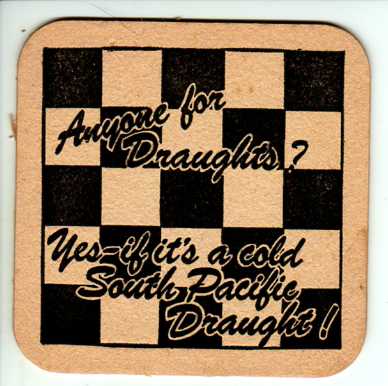 Anyone for
Draughts?
Yes-if it's a cold
South Pacific
Draught!